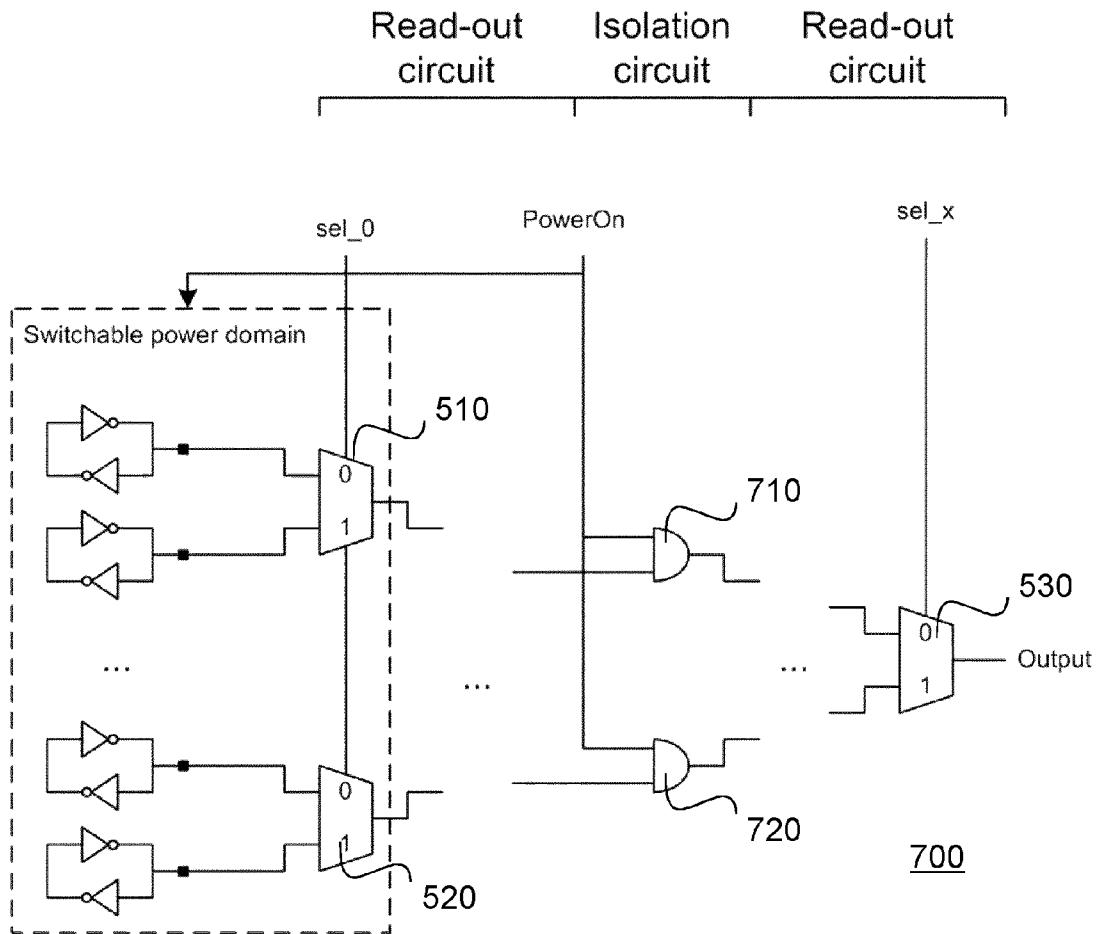 Read-out
circuit
Isolation
circuit
Read-out
circuit
sel_0
PowerOn
sel_x
Switchable power domain
510
0
1
710
530
0
1
Output
...
...
...
0
1
520
720
700